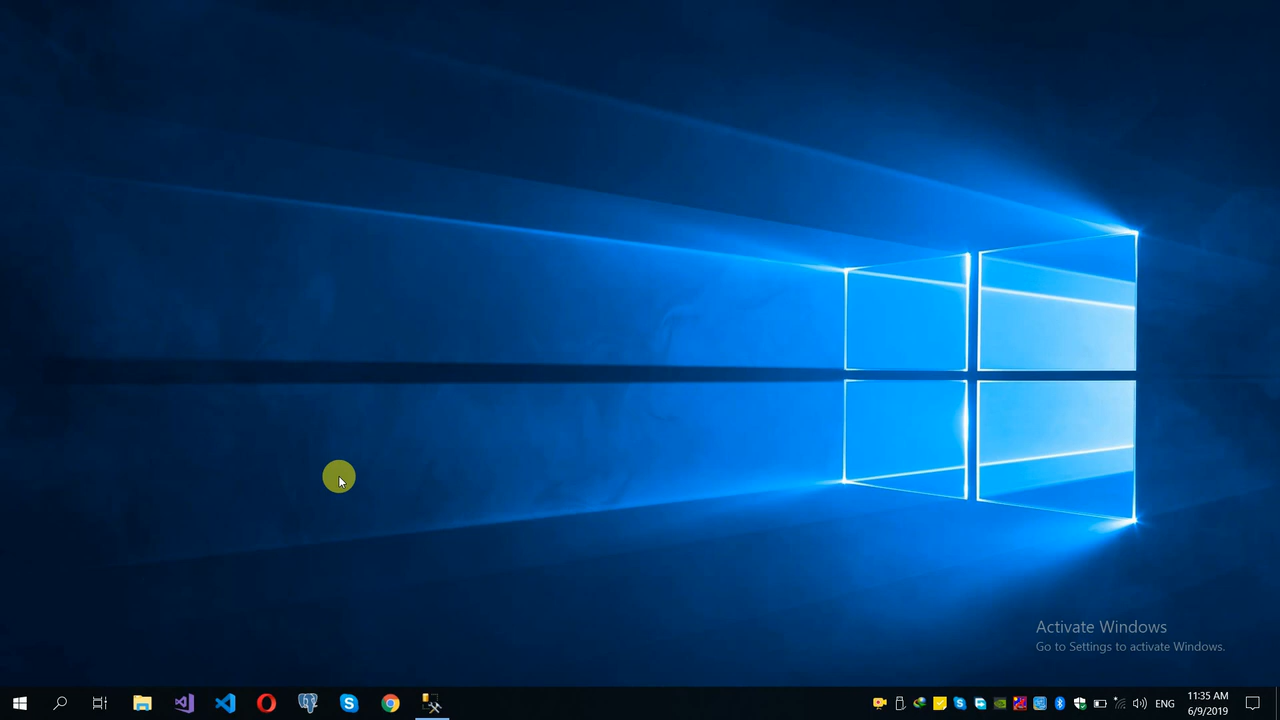 Activate Windows
Go to Settings to activate Windows.
ENG
11:35 AM
6/9/2019